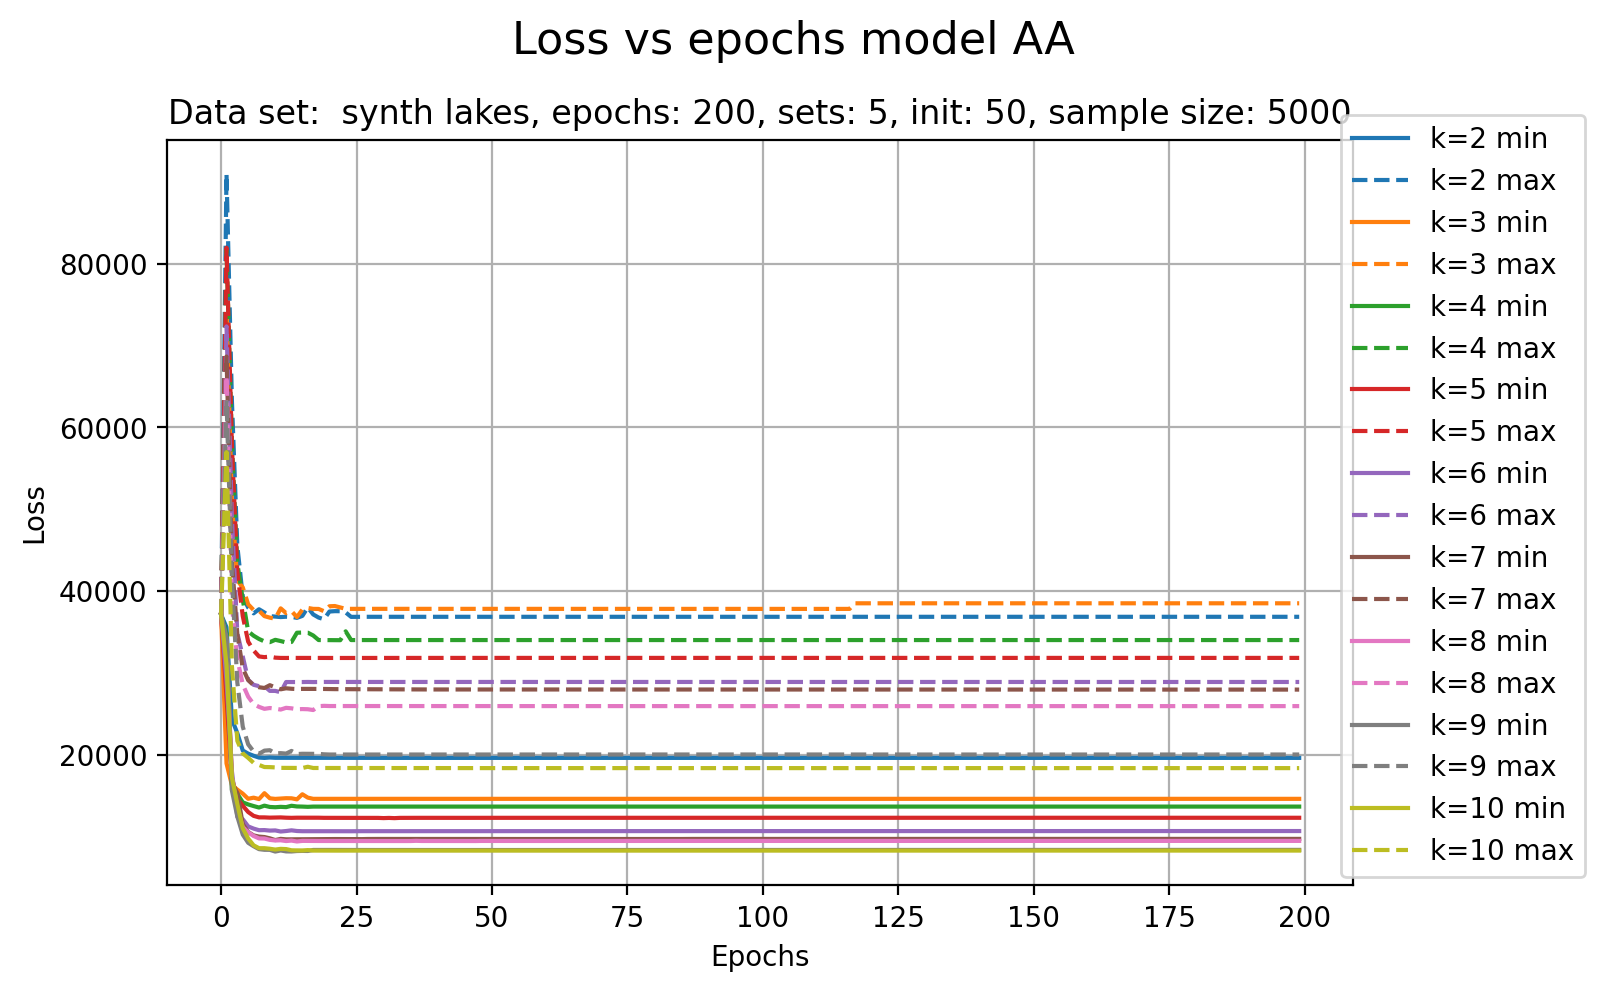 Loss vs epochs model AA
Data set:  synth lakes, epochs: 200, sets: 5, init: 50, sample size: 5000
80000
60000
40000
20000
Loss
0 25 50 75 100 125 150 175 200
Epochs
k=2 min
k=2 max
k=3 min
k=3 max
k=4 min
k=4 max
k=5 min
k=5 max
k=6 min
k=6 max
k=7 min
k=7 max
k=8 min
k=8 max
k=9 min
k=9 max
k=10 min
k=10 max